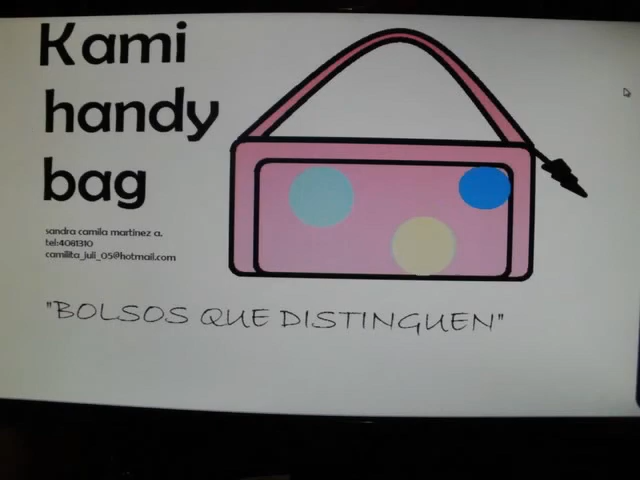 Kami
handy
bag
sandra camila martinez a.
tel:4081310
camilita_juli_05@hotmail.com
"BOLSOS QUE DISTINGUEN"